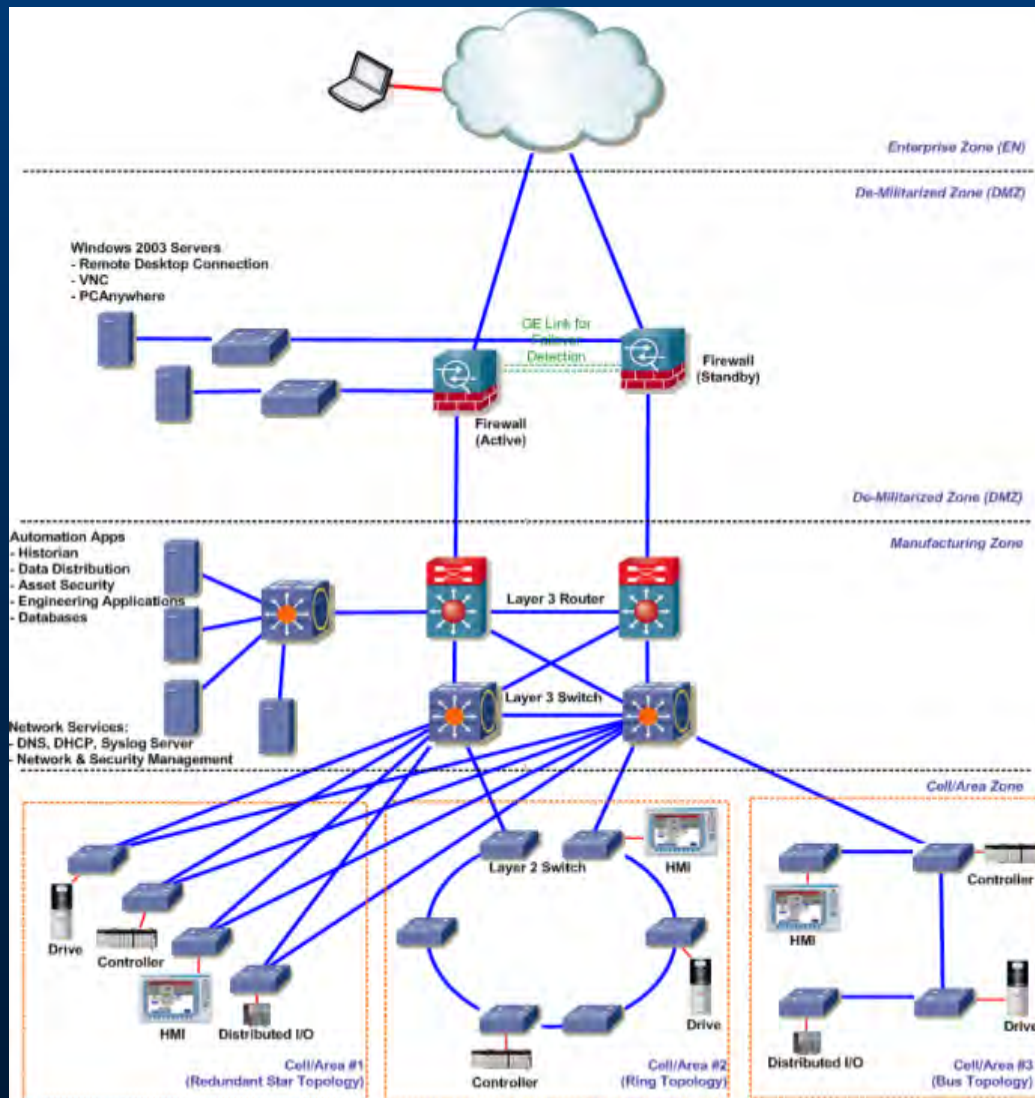 Enterprise Zone (EN)
De-Militarized Zone (DMZ)
Windows 2003 Servers
- Remote Desktop Connection
- VNC
- PCAnywhere
GE Link for
Failover
Detection
Firewall
(Standby)
Firewall
(Active)
De-Militarized Zone (DMZ)
Manufacturing Zone
Automation Apps
- Historian
- Data Distribution
- Asset Security
- Engineering Applications
- Databases
Layer 3 Router
Layer 3 Switch
Network Services:
- DNS, DHCP, Syslog Server
- Network & Security Management
Cell/Area Zone
Drive
Controller
HMI
Distributed I/O
Cell/Area #1
(Redundant Star Topology)
Layer 2 Switch
HMI
Drive
Controller
Cell/Area #2
(Ring Topology)
Controller
HMI
Drive
Distributed I/O
Cell/Area #3
(Bus Topology)